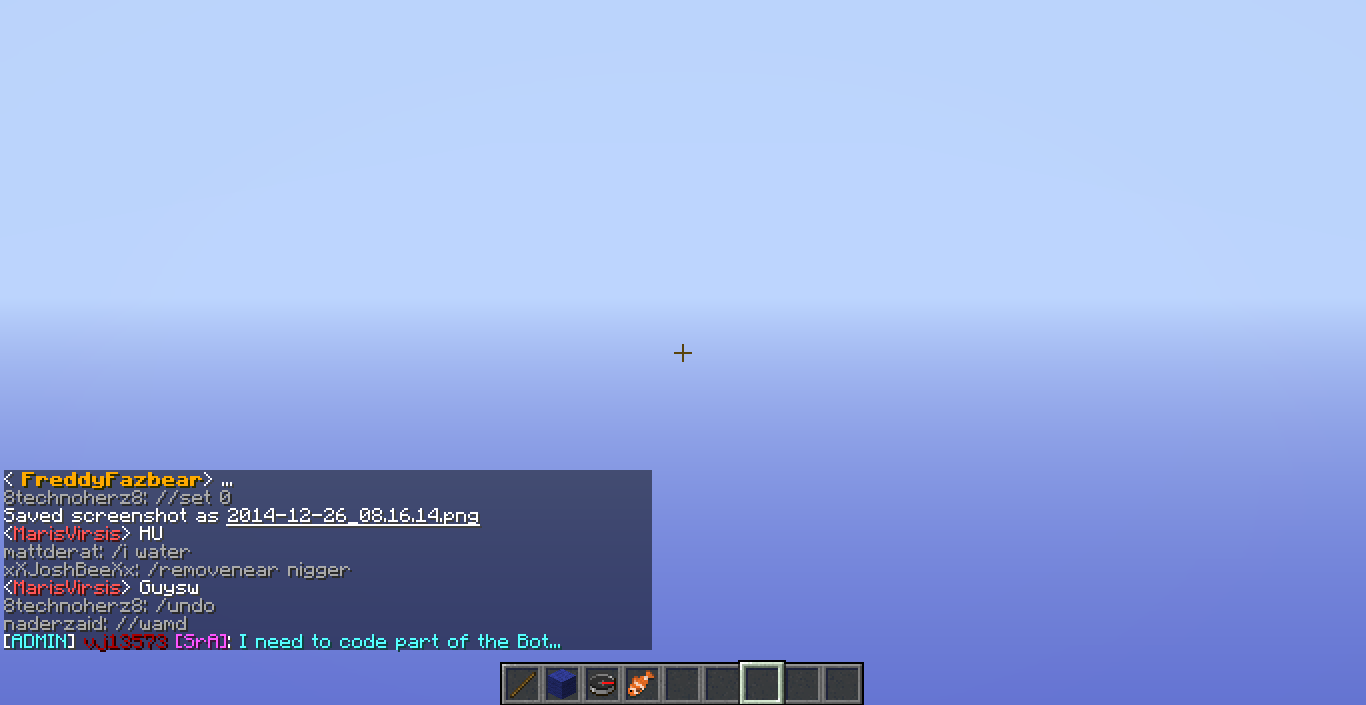 < FreddyFazbear> ...
8technoherz8: //set 0
Saved screenshot as 2014-12-26_08.16.14.png
<MarisVirsis> HU
mattderat: /i water
xXJoshBeeXx: /removenear nigger
<MarisVirsis> Guysw
8technoherz8: /undo
naderzaid: //wamd
[ADMIN] wj13573 [SrA]: I need to code part of the Bot...